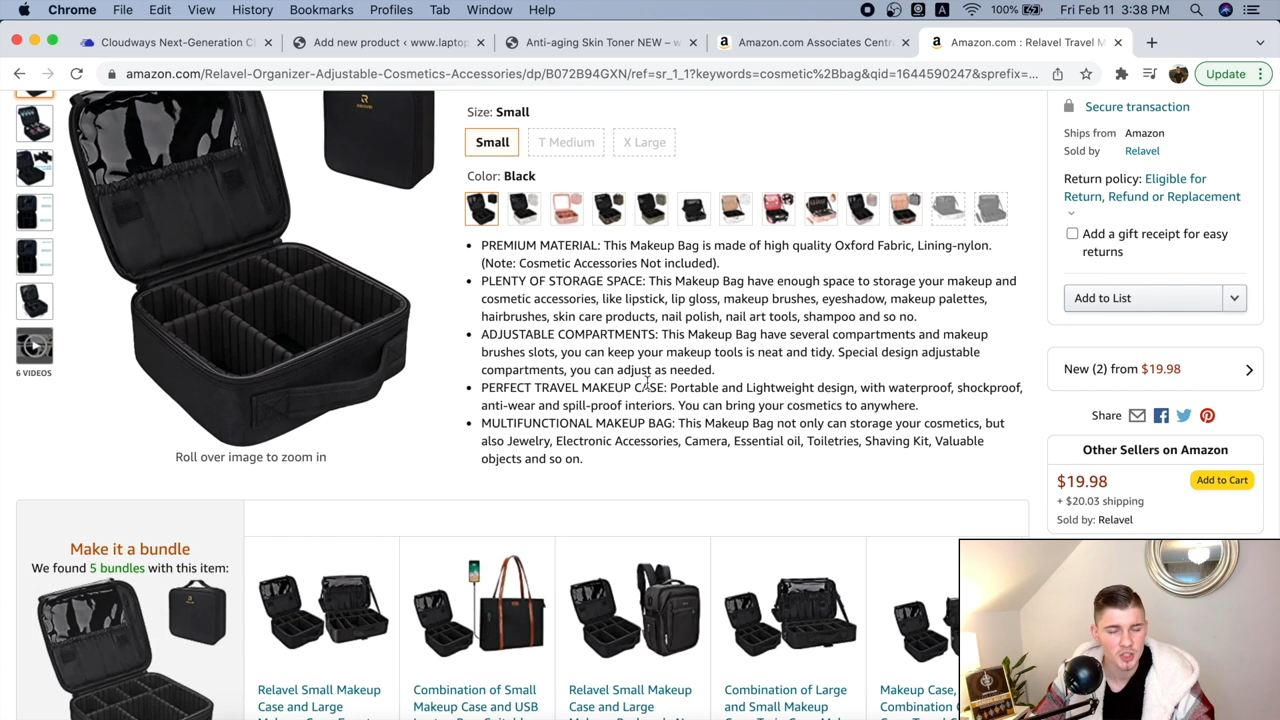 Chrome File Edit View History Bookmarks Profiles Tab Window Help 100% Fri Feb 11 3:38 PM
Cloudways Next-Generation C Add new product ‹ www.laptop Anti-aging Skin Toner NEW – w Amazon.com Associates Centr Amazon.com : Relavel Travel M
amazon.com/Relavel-Organizer-Adjustable-Cosmetics-Accessories/dp/B072B94GXN/ref=sr_1_1?keywords=cosmetic%2Bbag&qid=1644590247&sprefix=... Update
6 VIDEOS
Roll over image to zoom in
Size: Small
Small T Medium X Large
Color: Black
• PREMIUM MATERIAL: This Makeup Bag is made of high quality Oxford Fabric, Lining-nylon.
(Note: Cosmetic Accessories Not included).
• PLENTY OF STORAGE SPACE: This Makeup Bag have enough space to storage your makeup and
cosmetic accessories, like lipstick, lip gloss, makeup brushes, eyeshadow, makeup palettes,
hairbrushes, skin care products, nail polish, nail art tools, shampoo and so no.
• ADJUSTABLE COMPARTMENTS: This Makeup Bag have several compartments and makeup
brushes slots, you can keep your makeup tools is neat and tidy. Special design adjustable
compartments, you can adjust as needed.
• PERFECT TRAVEL MAKEUP CASE: Portable and Lightweight design, with waterproof, shockproof,
anti-wear and spill-proof interiors. You can bring your cosmetics to anywhere.
• MULTIFUNCTIONAL MAKEUP BAG: This Makeup Bag not only can storage your cosmetics, but
also Jewelry, Electronic Accessories, Camera, Essential oil, Toiletries, Shaving Kit, Valuable
objects and so on.
Secure transaction
Ships from Amazon
Sold by Relavel
Return policy: Eligible for
Return, Refund or Replacement
Add a gift receipt for easy
returns
Add to List
New (2) from $19.98
Share
Other Sellers on Amazon
$19.98 Add to Cart
+ $20.03 shipping
Sold by: Relavel
Make it a bundle
We found 5 bundles with this item:
Relavel Small Makeup
Case and Large
Combination of Small
Makeup Case and USB
Relavel Small Makeup
Case and Large
Combination of Large
and Small Makeup
Makeup Case,
Combination